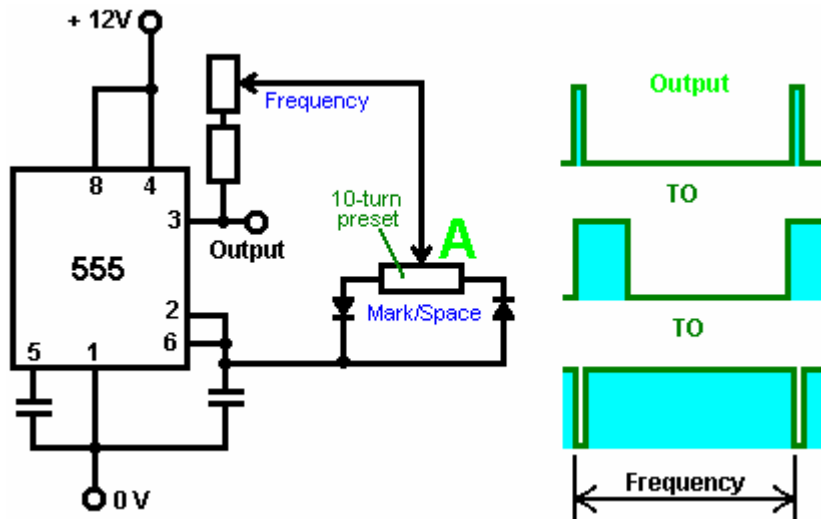 + 12V
Frequency
8
4
3
Output
555
2
6
5
1
0 V
10-turn
preset
A
Mark/Space
Output
TO
TO
Frequency